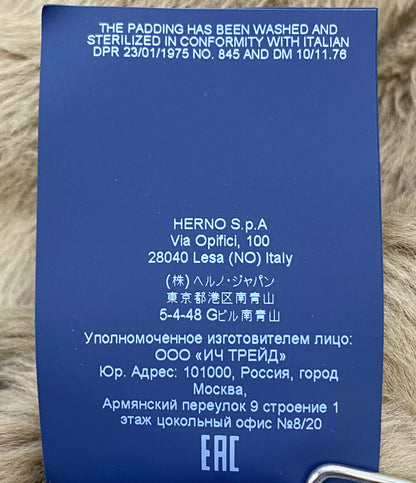 THE PADDING HAS BEEN WASHED AND
STERILIZED IN CONFORMITY WITH ITALIAN
DPR 23/01/1975 NO. 845 AND DM 10/11.76
HERNO S.p.A
Via Opifici, 100
28040 Lesa (NO) Italy
(株) ヘルノ・ジャパン
東京都港区南青山
5-4-48 Gビル南青山
Уполномоченное изготовителем лицо:
ООО «ИЧ ТРЕЙД»
Юр. Адрес: 101000, Россия, город
Москва,
Армянский переулок 9 строение 1
этаж цокольный офис №8/20
EAC